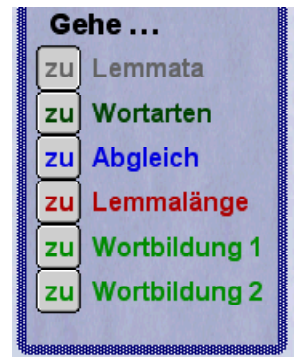 Gehe ...
zu Lemmata
zu Wortarten
zu Abgleich
zu Lemmalänge
zu Wortbildung 1
zu Wortbildung 2